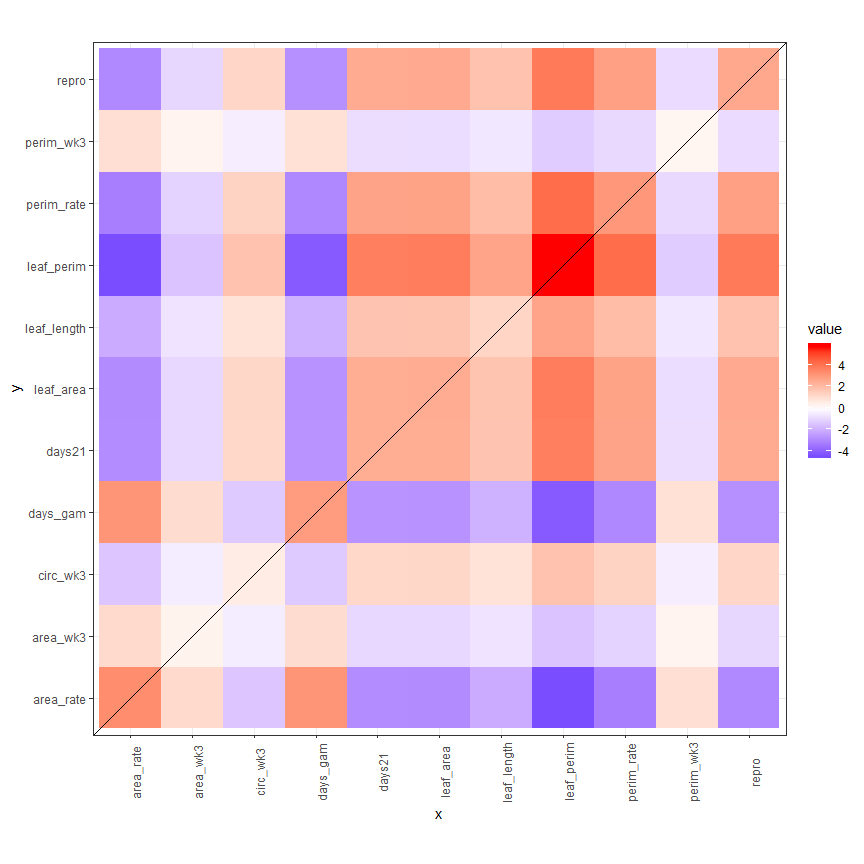 repro
perim_wk3
perim_rate
leaf_perim
leaf_length
leaf_area
days21
days_gam
circ_wk3
area_wk3
area_rate
y
area_rate
area_wk3
circ_wk3
days_gam
days21
leaf_area
leaf_length
leaf_perim
perim_rate
perim_wk3
repro
x
value
4
2
0
-2
-4